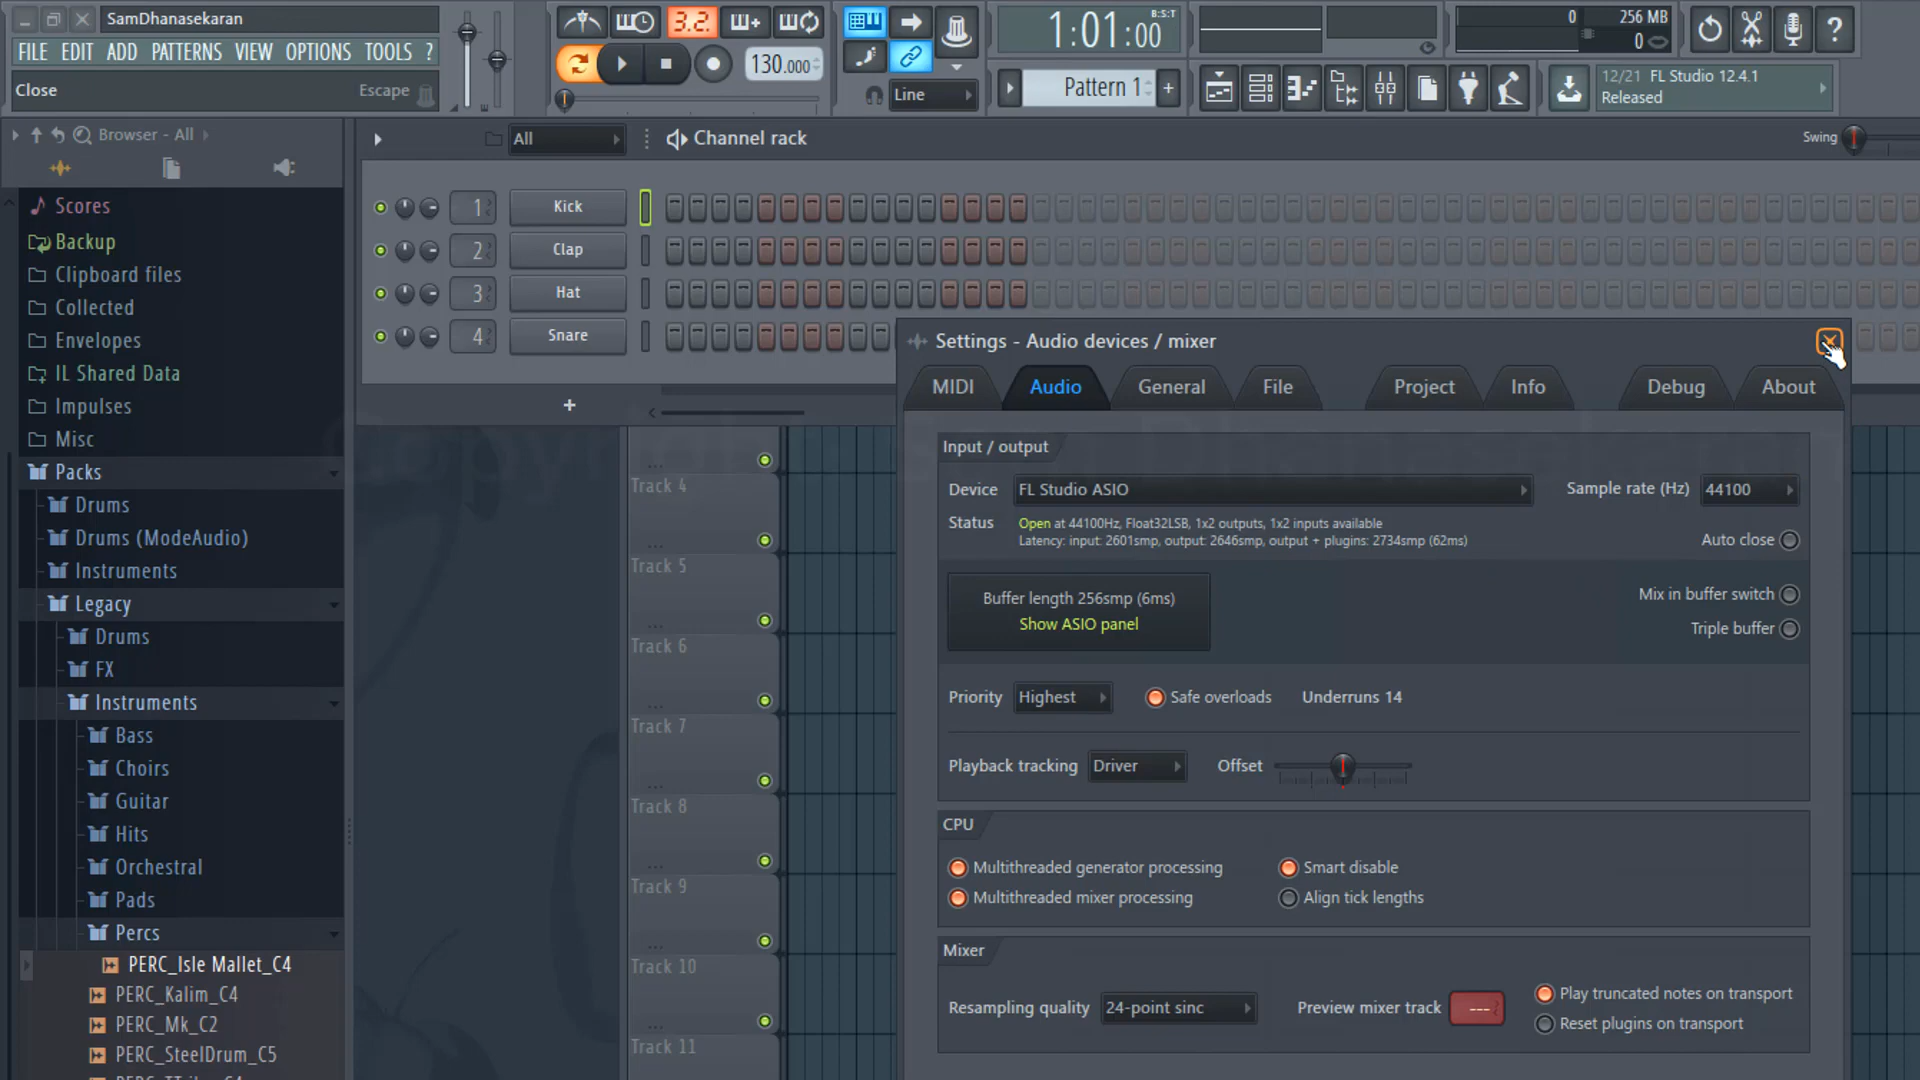 SamDhanasekaran
FILE EDIT ADD PATTERNS VIEW OPTIONS TOOLS ?
Close Escape
3.2.
130.000
Line
1:01:00 B:S:T
Pattern 1
0 256 MB
0
12/21 FL Studio 12.4.1
Released
Browser - All
All
Channel rack
Swing
1 Kick
2 Clap
3 Hat
4 Snare
+
Scores
Backup
Clipboard files
Collected
Envelopes
IL Shared Data
Impulses
Misc
Packs
Drums
Drums (ModeAudio)
Instruments
Legacy
Drums
FX
Instruments
Bass
Choirs
Guitar
Hits
Orchestral
Pads
Percs
PERC_Isle Mallet_C4
PERC_Kalim_C4
PERC_Mk_C2
PERC_SteelDrum_C5
Track 4
Track 5
Track 6
Track 7
Track 8
Track 9
Track 10
Track 11
Settings - Audio devices / mixer
MIDI Audio General File Project Info Debug About
Input / output
Device FL Studio ASIO Sample rate (Hz) 44100
Status Open at 44100Hz, Float32LSB, 1x2 outputs, 1x2 inputs available
Latency: input: 2601smp, output: 2646smp, output + plugins: 2734smp (62ms)
Auto close
Buffer length 256smp (6ms)
Show ASIO panel
Mix in buffer switch
Triple buffer
Priority Highest Safe overloads Underruns 14
Playback tracking Driver Offset
CPU
Multithreaded generator processing Smart disable
Multithreaded mixer processing Align tick lengths
Mixer
Resampling quality 24-point sinc Preview mixer track --- Play truncated notes on transport
Reset plugins on transport